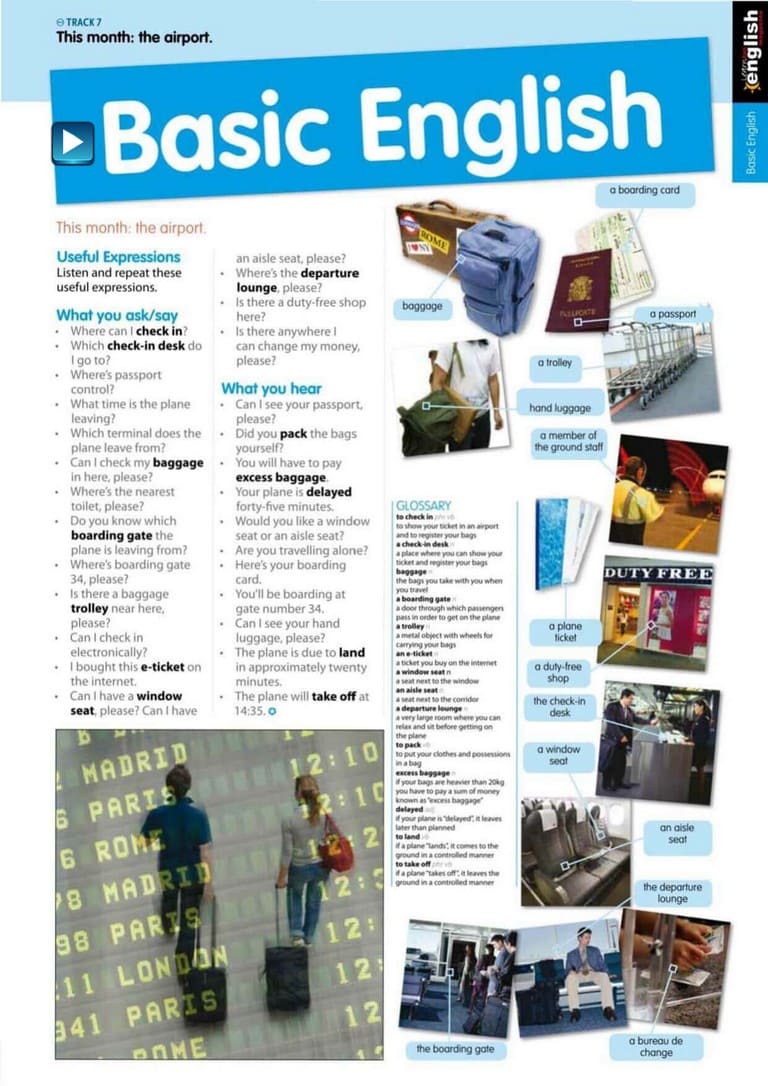 TRACK 7
This month: the airport.
Basic English
Learn hot
english
magazine
Basic English
This month: the airport.
Useful Expressions
Listen and repeat these
useful expressions.
What you ask/say
• Where can I check in?
• Which check-in desk do
I go to?
• Where's passport
control?
• What time is the plane
leaving?
• Which terminal does the
plane leave from?
• Can I check my baggage
in here, please?
• Where's the nearest
toilet, please?
• Do you know which
boarding gate the
plane is leaving from?
• Where's boarding gate
34, please?
• Is there a baggage
trolley near here,
please?
• Can I check in
electronically?
• I bought this e-ticket on
the internet.
• Can I have a window
seat, please? Can I have
an aisle seat, please?
• Where's the departure
lounge, please?
• Is there a duty-free shop
here?
• Is there anywhere I
can change my money,
please?
What you hear
• Can I see your passport,
please?
• Did you pack the bags
yourself?
• You will have to pay
excess baggage.
• Your plane is delayed
forty-five minutes.
• Would you like a window
seat or an aisle seat?
• Are you travelling alone?
• Here's your boarding
card.
• You'll be boarding at
gate number 34.
• Can I see your hand
luggage, please?
• The plane is due to land
in approximately twenty
minutes.
• The plane will take off at
14:35.
a boarding card
ROME
I NY
baggage
PASAPORTE
a passport
a trolley
hand luggage
a member of
the ground staff
GLOSSARY
to check in phr vb
to show your ticket in an airport
and to register your bags
a check-in desk n
a place where you can show your
ticket and register your bags
baggage n
the bags you take with you when
you travel
a boarding gate n
a door through which passengers
pass in order to get on the plane
a trolley n
a metal object with wheels for
carrying your bags
an e-ticket n
a ticket you buy on the internet
a window seat n
a seat next to the window
an aisle seat n
a seat next to the corridor
a departure lounge n
a very large room where you can
relax and sit before getting on
the plane
to pack vb
to put your clothes and possessions
in a bag
excess baggage n
if your bags are heavier than 20kg
you have to pay a sum of money
known as "excess baggage"
delayed adj
if your plane is "delayed", it leaves
later than planned
to land vb
if a plane "lands", it comes to the
ground in a controlled manner
to take off phr vb
if a plane "takes off", it leaves the
ground in a controlled manner
DUTY FREE
a plane
ticket
a duty-free
shop
the check-in
desk
a window
seat
an aisle
seat
the departure
lounge
the boarding gate
a bureau de
change
MADRID 12:10
6 PARIS
6 ROME
78 MADRID
98 PARIS 12:
11 LONDON 12
941 PARIS 12
ROME